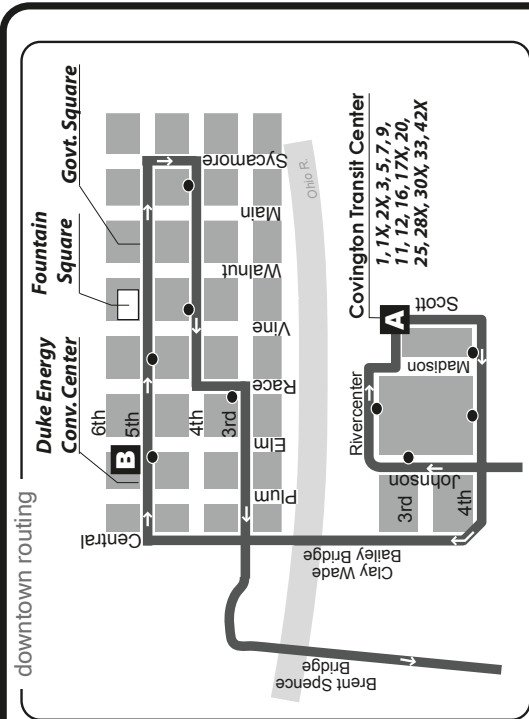 downtown routing
Duke Energy
Conv. Center
Fountain
Square
Govt. Square
6th
5th
4th
3rd
B
Central
Plum
Elm
Race
Vine
Walnut
Main
Sycamore
Ohio R.
Clay Wade
Bailey Bridge
Brent Spence
Bridge
Covington Transit Center
1, 1X, 2X, 3, 5, 7, 9,
11, 12, 16, 17X, 20,
25, 28X, 30X, 33, 42X
A
Rivercenter
Scott
Madison
Johnson
3rd
4th